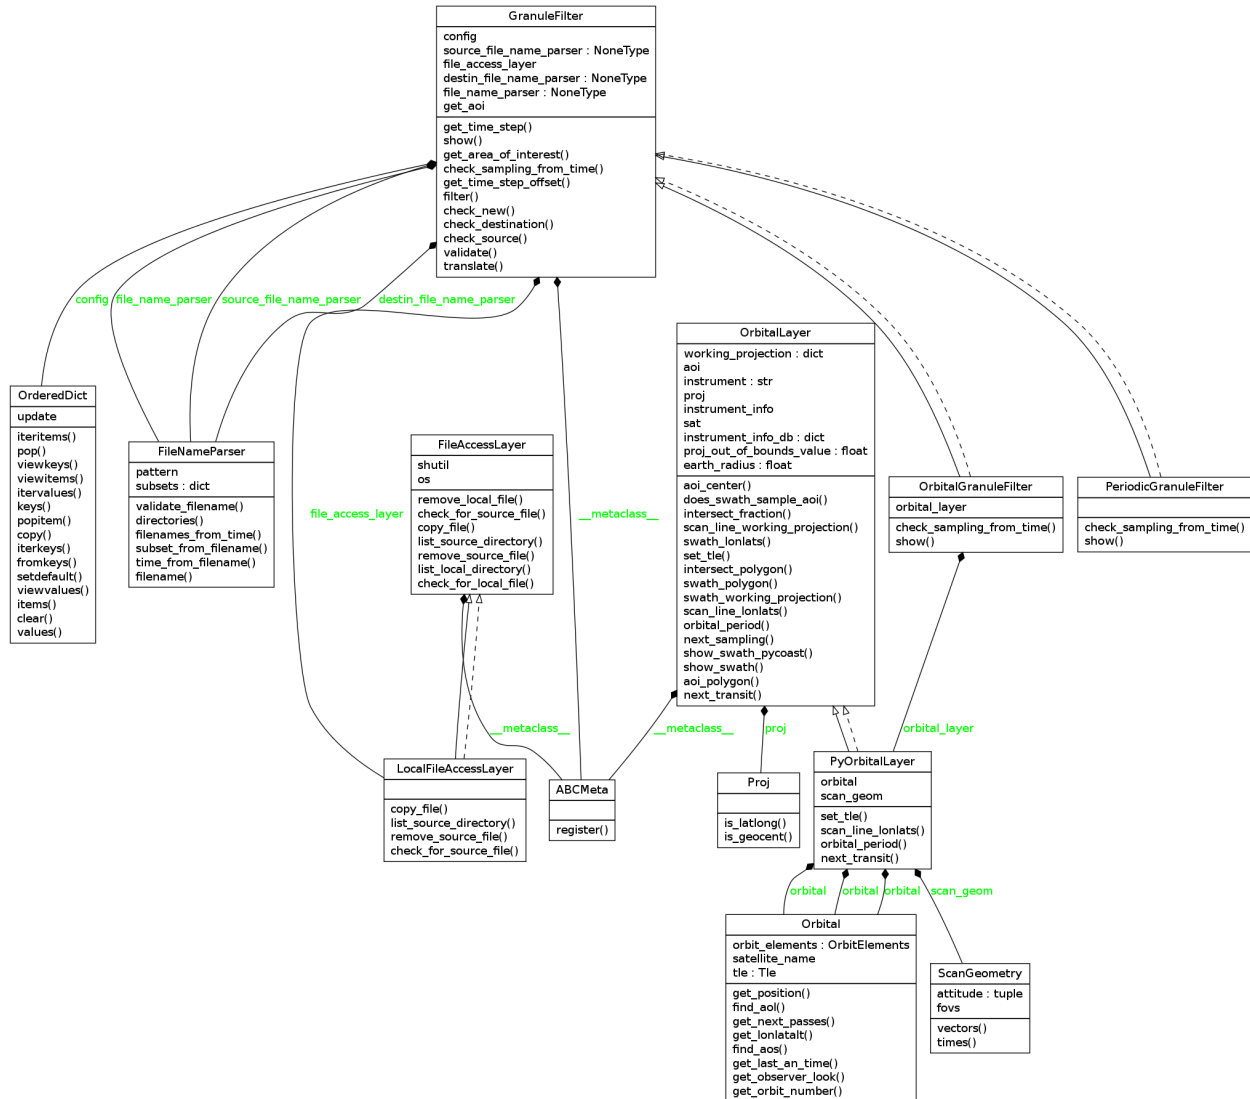 GranuleFilter
config
source_file_name_parser : NoneType
file_access_layer
destin_file_name_parser : NoneType
file_name_parser : NoneType
get_aoi
get_time_step()
show()
get_area_of_interest()
check_sampling_from_time()
get_time_step_offset()
filter()
check_new()
check_destination()
check_source()
validate()
translate()
config
file_name_parser
source_file_name_parser
destin_file_name_parser
OrderedDict
update
iteritems()
pop()
viewkeys()
viewitems()
itervalues()
keys()
popitem()
copy()
iterkeys()
fromkeys()
setdefault()
viewvalues()
items()
clear()
values()
FileNameParser
pattern
subsets : dict
validate_filename()
directories()
filenames_from_time()
subset_from_filename()
time_from_filename()
filename()
file_access_layer
FileAccessLayer
shutil
os
remove_local_file()
check_for_source_file()
copy_file()
list_source_directory()
remove_source_file()
list_local_directory()
check_for_local_file()
__metaclass__
OrbitalLayer
working_projection : dict
aoi
instrument : str
proj
instrument_info
sat
instrument_info_db : dict
proj_out_of_bounds_value : float
earth_radius : float
aoi_center()
does_swath_sample_aoi()
intersect_fraction()
scan_line_working_projection()
swath_lonlats()
set_tle()
intersect_polygon()
swath_polygon()
swath_working_projection()
scan_line_lonlats()
orbital_period()
next_sampling()
show_swath_pycoast()
show_swath()
aoi_polygon()
next_transit()
OrbitalGranuleFilter
orbital_layer
check_sampling_from_time()
show()
PeriodicGranuleFilter
check_sampling_from_time()
show()
__metaclass__
__metaclass__
proj
orbital_layer
LocalFileAccessLayer
copy_file()
list_source_directory()
remove_source_file()
check_for_source_file()
ABCMeta
register()
Proj
is_latlong()
is_geocent()
PyOrbitalLayer
orbital
scan_geom
set_tle()
scan_line_lonlats()
orbital_period()
next_transit()
orbital
orbital
orbital
scan_geom
Orbital
orbit_elements : OrbitElements
satellite_name
tle : Tle
get_position()
find_aol()
get_next_passes()
get_lonlatalt()
find_aos()
get_last_an_time()
get_observer_look()
get_orbit_number()
ScanGeometry
attitude : tuple
fovs
vectors()
times()